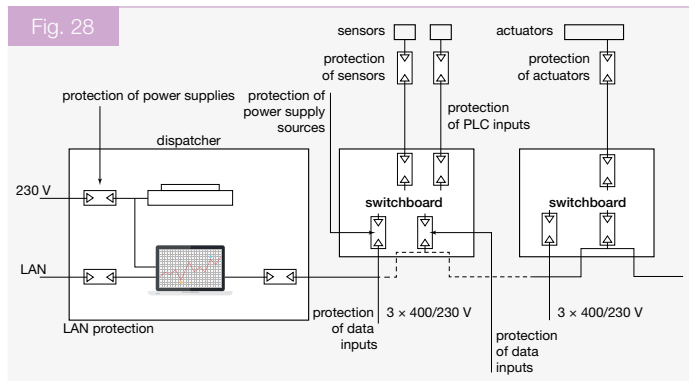 Fig. 28
sensors
actuators
protection
of sensors
protection
of actuators
protection of power supplies
protection of
power supply
sources
protection
of PLC inputs
dispatcher
230 V
switchboard
switchboard
LAN
LAN protection
protection
of data
inputs
3 × 400/230 V
protection
of data
inputs
3 × 400/230 V